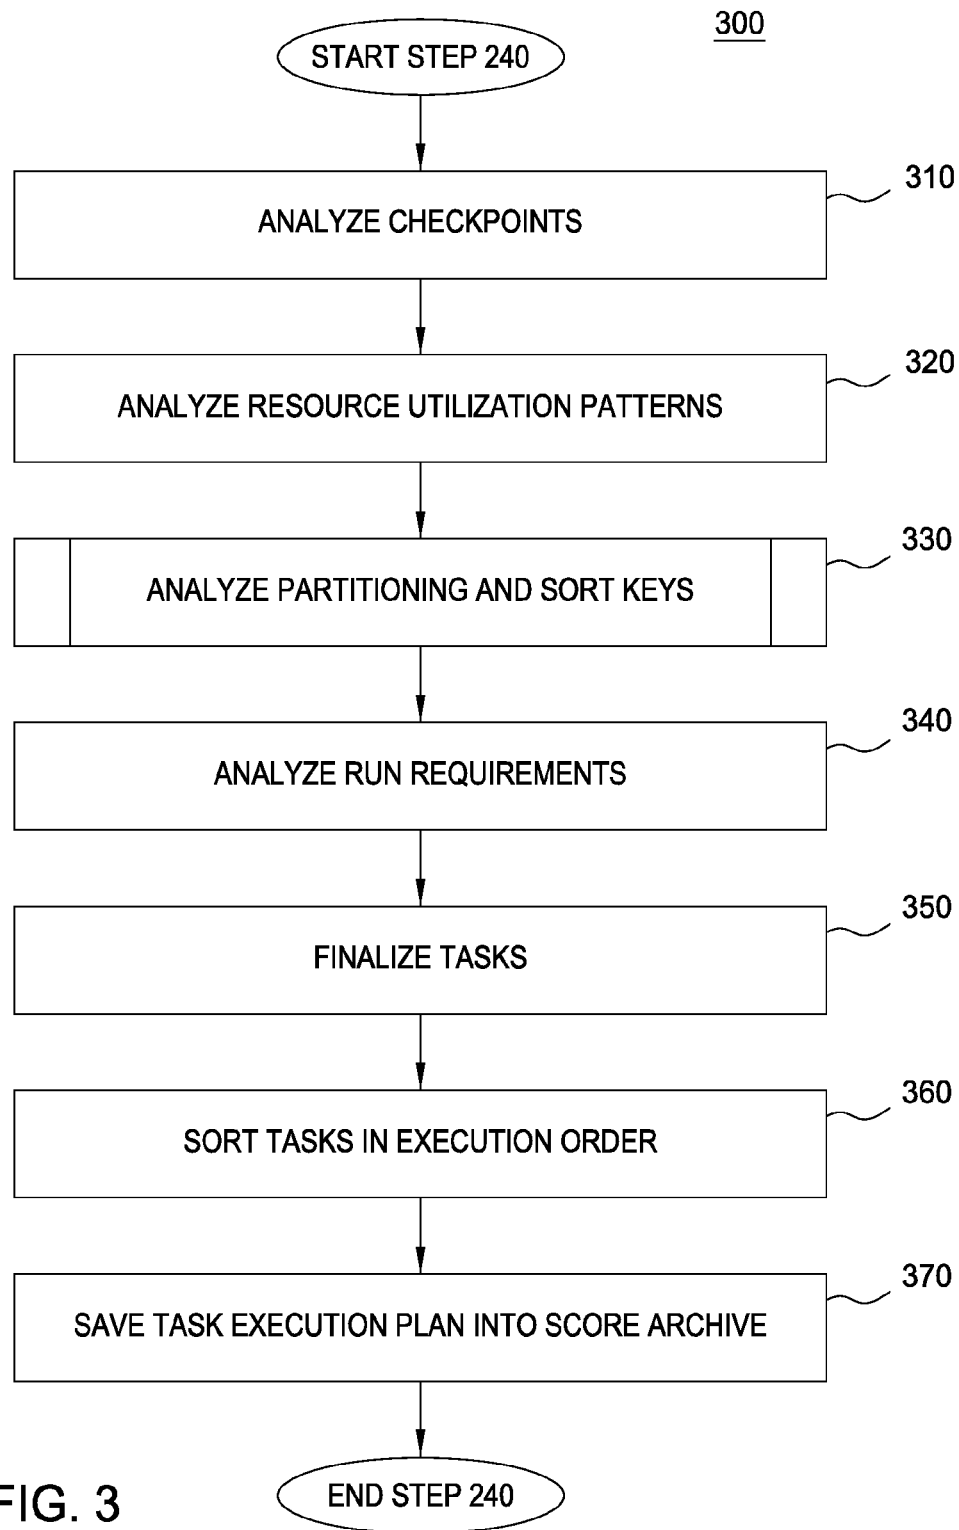 300
START STEP 240
310
ANALYZE CHECKPOINTS
320
ANALYZE RESOURCE UTILIZATION PATTERNS
330
ANALYZE PARTITIONING AND SORT KEYS
340
ANALYZE RUN REQUIREMENTS
350
FINALIZE TASKS
360
SORT TASKS IN EXECUTION ORDER
370
SAVE TASK EXECUTION PLAN INTO SCORE ARCHIVE
END STEP 240
FIG. 3